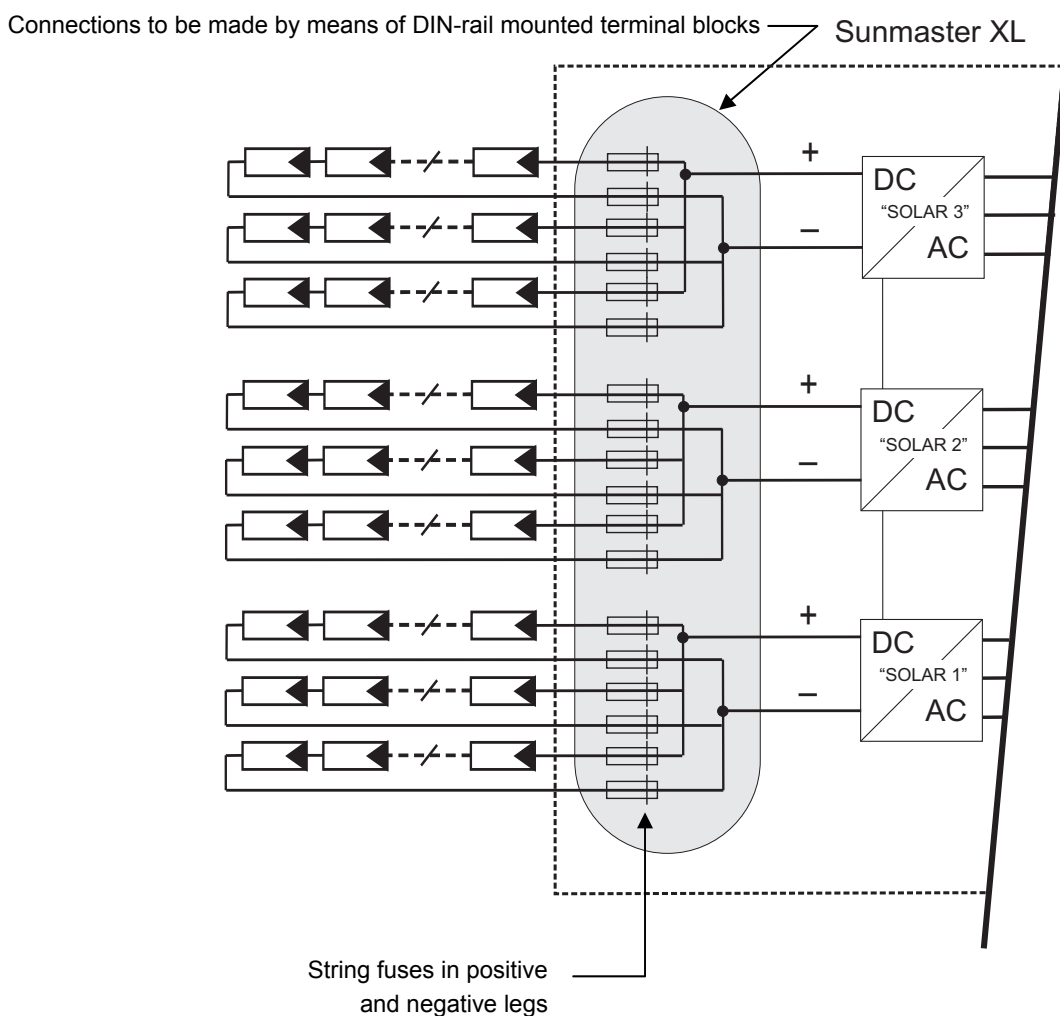 Connections to be made by means of DIN-rail mounted terminal blocks
Sunmaster XL
+
DC
“SOLAR 3”
–
AC
+
DC
“SOLAR 2”
–
AC
+
DC
“SOLAR 1”
–
AC
String fuses in positive
and negative legs